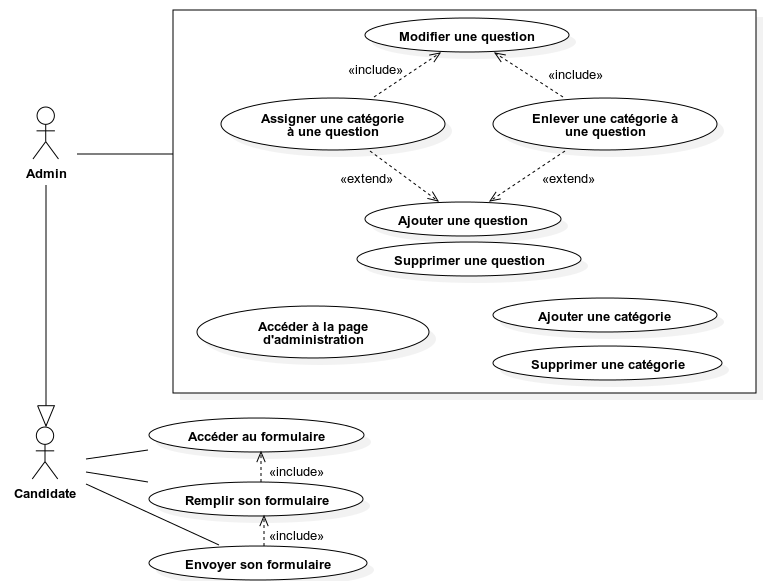 Modifier une question
«include»
«include»
Assigner une catégorie
à une question
Enlever une catégorie à
une question
Admin
«extend»
«extend»
Ajouter une question
Supprimer une question
Accéder à la page
d'administration
Ajouter une catégorie
Supprimer une catégorie
Accéder au formulaire
«include»
Candidate
Remplir son formulaire
«include»
Envoyer son formulaire